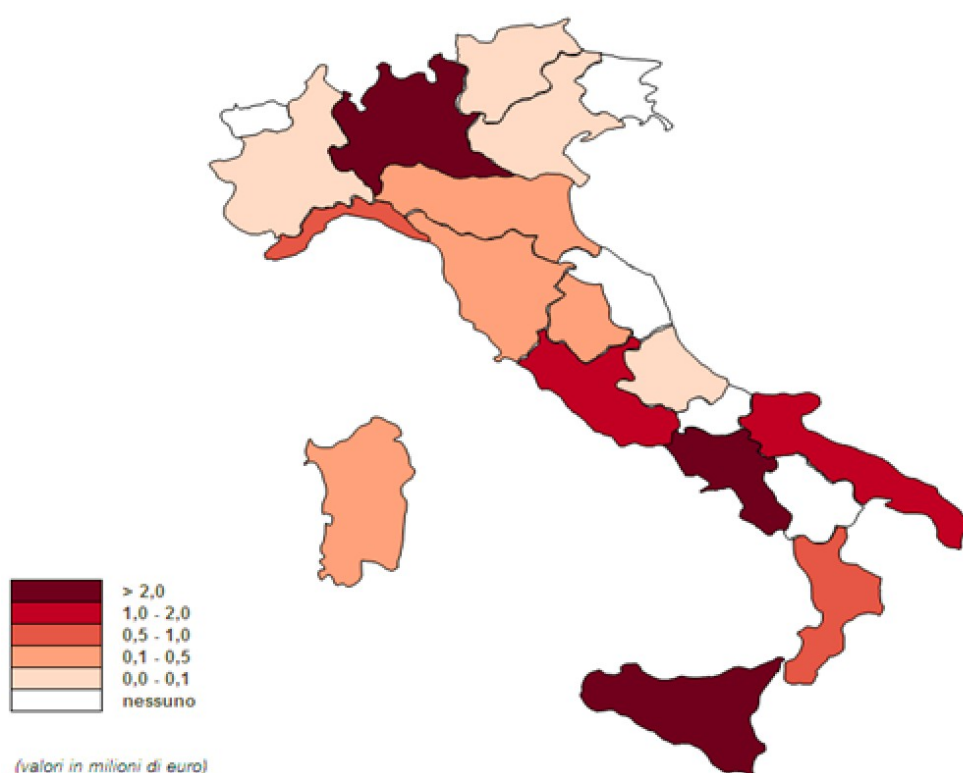 > 2,0
1,0 - 2,0
0,5 - 1,0
0,1 - 0,5
0,0 - 0,1
nessuno
(valori in milioni di euro)